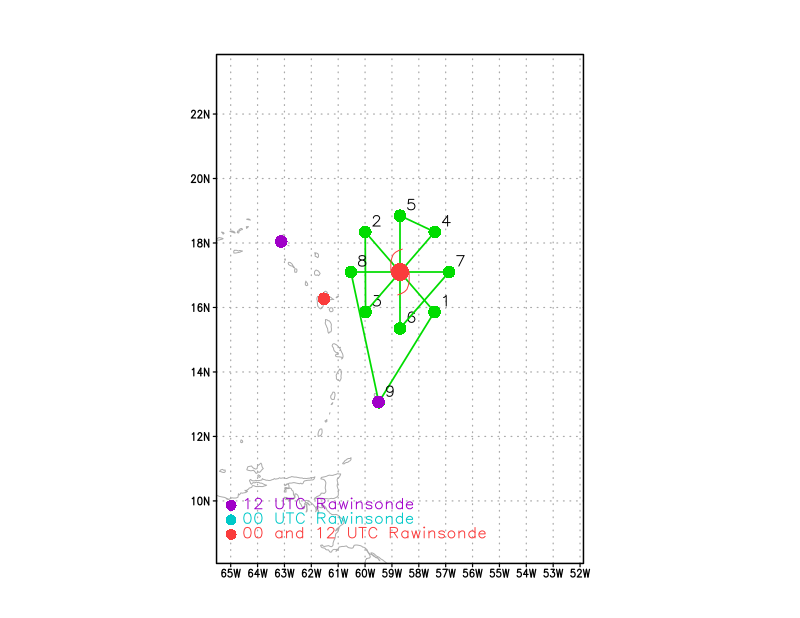 22N
20N
18N
16N
14N
12N
10N
5
2
4
8
7
3
6
1
9
12 UTC Rawinsonde
00 UTC Rawinsonde
00 and 12 UTC Rawinsonde
65W 64W 63W 62W 61W 60W 59W 58W 57W 56W 55W 54W 53W 52W